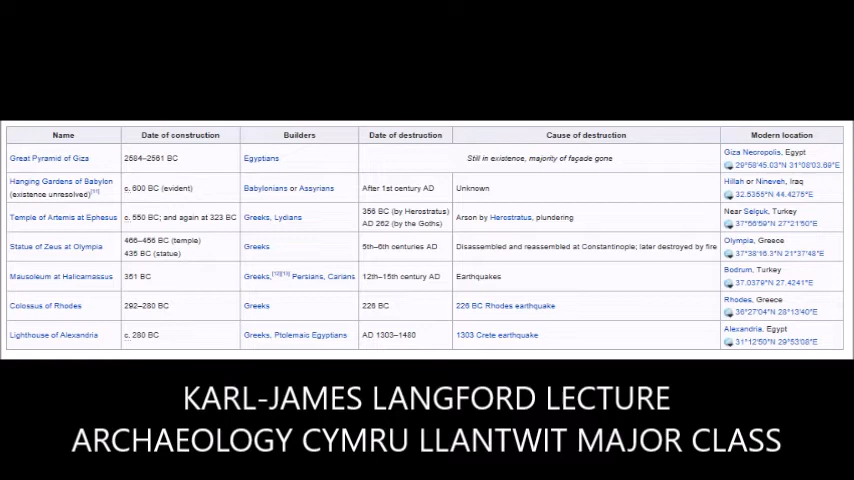 Name Date of construction Builders Date of destruction Cause of destruction Modern location
Great Pyramid of Giza 2584–2561 BC Egyptians Still in existence, majority of façade gone Giza Necropolis, Egypt
29°58'45.03"N 31°08'03.69"E
Hanging Gardens of Babylon
(existence unresolved)[11] c. 600 BC (evident) Babylonians or Assyrians After 1st century AD Unknown Hillah or Nineveh, Iraq
32.5355°N 44.4275°E
Temple of Artemis at Ephesus c. 550 BC; and again at 323 BC Greeks, Lydians 356 BC (by Herostratus)
AD 262 (by the Goths) Arson by Herostratus, plundering Near Selçuk, Turkey
37°56'59"N 27°21'50"E
Statue of Zeus at Olympia 466–456 BC (temple)
435 BC (statue) Greeks 5th–6th centuries AD Disassembled and reassembled at Constantinople; later destroyed by fire Olympia, Greece
37°38'16.3"N 21°37'48"E
Mausoleum at Halicarnassus 351 BC Greeks,[12][13] Persians, Carians 12th–15th century AD Earthquakes Bodrum, Turkey
37.0379°N 27.4241°E
Colossus of Rhodes 292–280 BC Greeks 226 BC 226 BC Rhodes earthquake Rhodes, Greece
36°27'04"N 28°13'40"E
Lighthouse of Alexandria c. 280 BC Greeks, Ptolemaic Egyptians AD 1303–1480 1303 Crete earthquake Alexandria, Egypt
31°12'50"N 29°53'08"E
KARL-JAMES LANGFORD LECTURE
ARCHAEOLOGY CYMRU LLANTWIT MAJOR CLASS